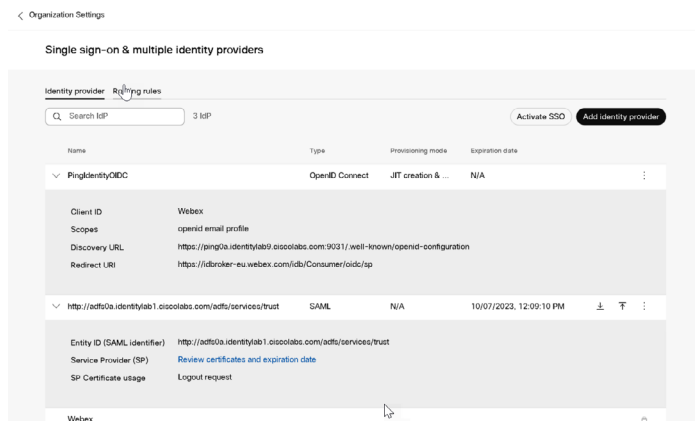 Organization Settings
Single sign-on & multiple identity providers
Identity provider Routing rules
Search IdP 3 IdP Activate SSO Add identity provider
Name Type Provisioning mode Expiration date
PingIdentityOIDC OpenID Connect JIT creation & ... N/A
Client ID Webex
Scopes openid email profile
Discovery URL https://ping0a.identitylab9.ciscolabs.com:9031/.well-known/openid-configuration
Redirect URI https://idbroker-eu.webex.com/idb/Consumer/oidc/sp
http://adfs0a.identitylab1.ciscolabs.com/adfs/services/trust SAML N/A 10/07/2023, 12:09:10 PM
Entity ID (SAML identifier) http://adfs0a.identitylab1.ciscolabs.com/adfs/services/trust
Service Provider (SP) Review certificates and expiration date
SP Certificate usage Logout request
Webex